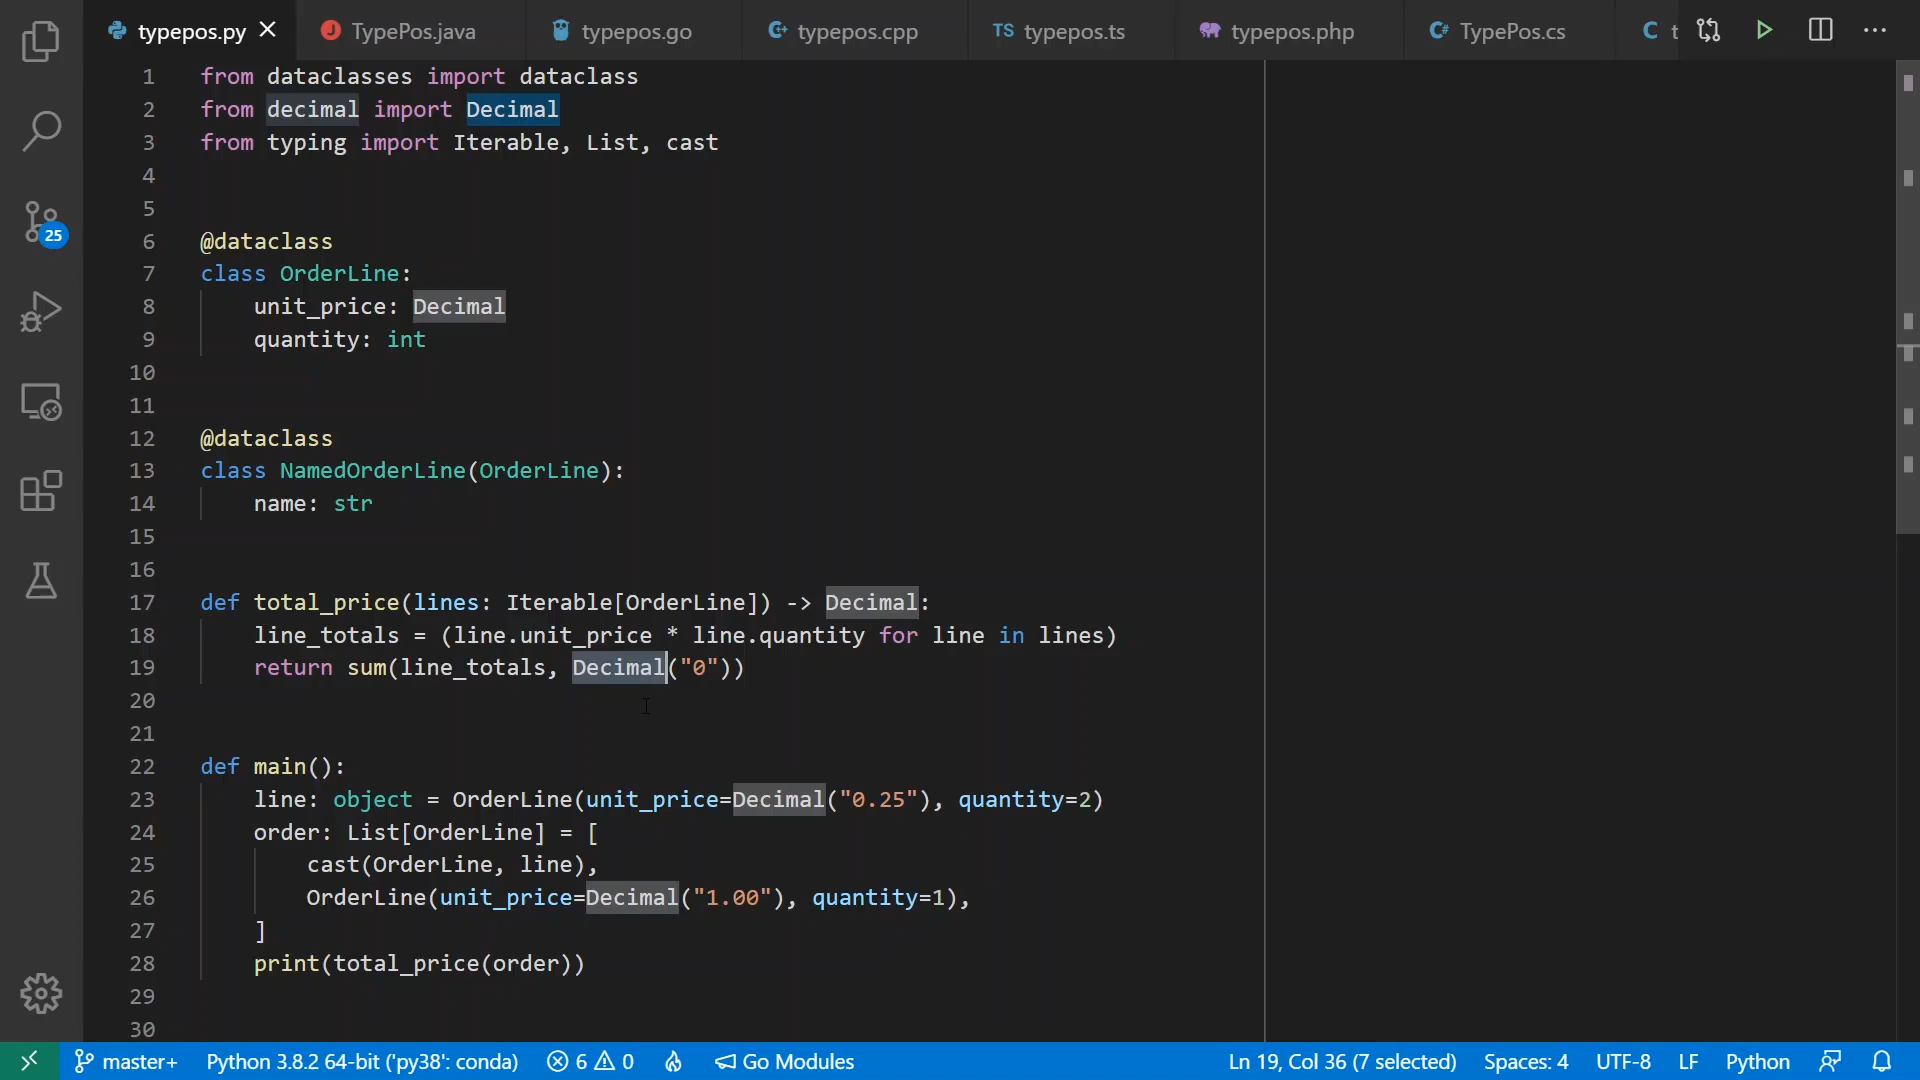 typepos.py TypePos.java typepos.go typepos.cpp TS typepos.ts typepos.php TypePos.cs t
1 from dataclasses import dataclass
2 from decimal import Decimal
3 from typing import Iterable, List, cast
4
5
6 @dataclass
7 class OrderLine:
8     unit_price: Decimal
9     quantity: int
10
11
12 @dataclass
13 class NamedOrderLine(OrderLine):
14     name: str
15
16
17 def total_price(lines: Iterable[OrderLine]) -> Decimal:
18     line_totals = (line.unit_price * line.quantity for line in lines)
19     return sum(line_totals, Decimal("0"))
20
21
22 def main():
23     line: object = OrderLine(unit_price=Decimal("0.25"), quantity=2)
24     order: List[OrderLine] = [
25         cast(OrderLine, line),
26         OrderLine(unit_price=Decimal("1.00"), quantity=1),
27     ]
28     print(total_price(order))
29
30
25
master+ Python 3.8.2 64-bit ('py38': conda) 6 0 Go Modules Ln 19, Col 36 (7 selected) Spaces: 4 UTF-8 LF Python